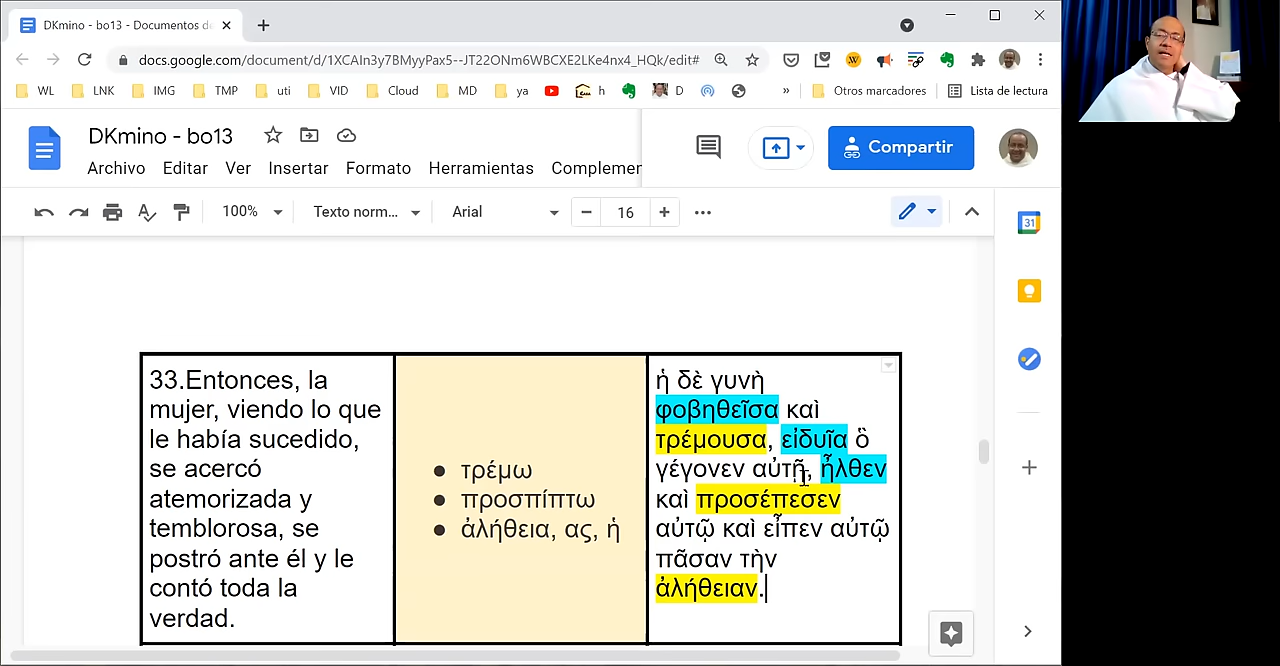 DKmino - bo13 - Documentos de
docs.google.com/document/d/1XCAIn3y7BMyyPax5--JT22ONm6WBCXE2LKe4nx4_HQk/edit#
WL LNK IMG TMP uti VID Cloud MD ya h D » Otros marcadores Lista de lectura
DKmino - bo13
Compartir
Archivo Editar Ver Insertar Formato Herramientas Complemen
100% Texto norm... Arial 16
31
33.Entonces, la
mujer, viendo lo que
le había sucedido,
se acercó
atemorizada y
temblorosa, se
postró ante él y le
contó toda la
verdad.
● τρέμω
● προσπίπτω
● ἀλήθεια, ας, ἡ
ἡ δὲ γυνὴ
φοβηθεῖσα καὶ
τρέμουσα, εἰδυῖα ὃ
γέγονεν αὐτῇ, ἦλθεν
καὶ προσέπεσεν
αὐτῷ καὶ εἶπεν αὐτῷ
πᾶσαν τὴν
ἀλήθειαν.